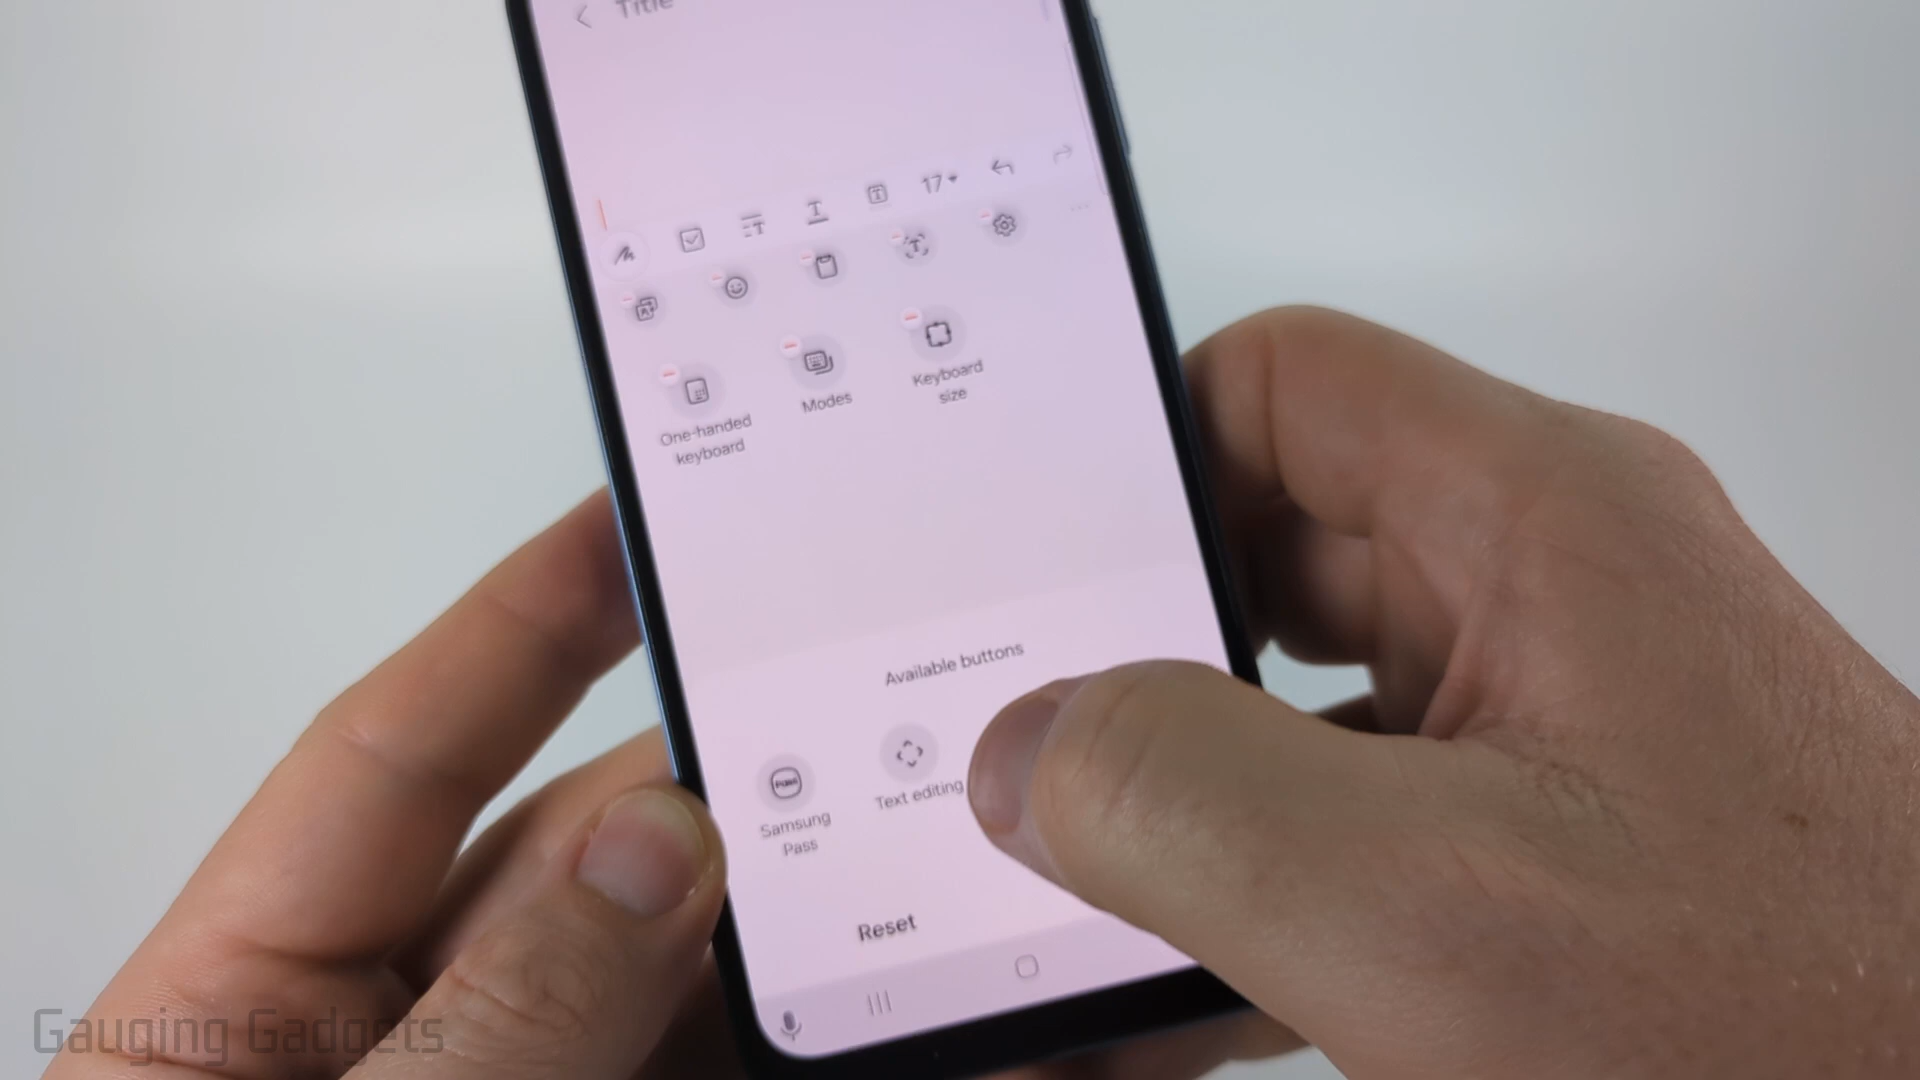 Title
17
One-handed
keyboard
Modes
Keyboard
size
Available buttons
Samsung
Pass
Text editing
Reset
Gauging Gadgets